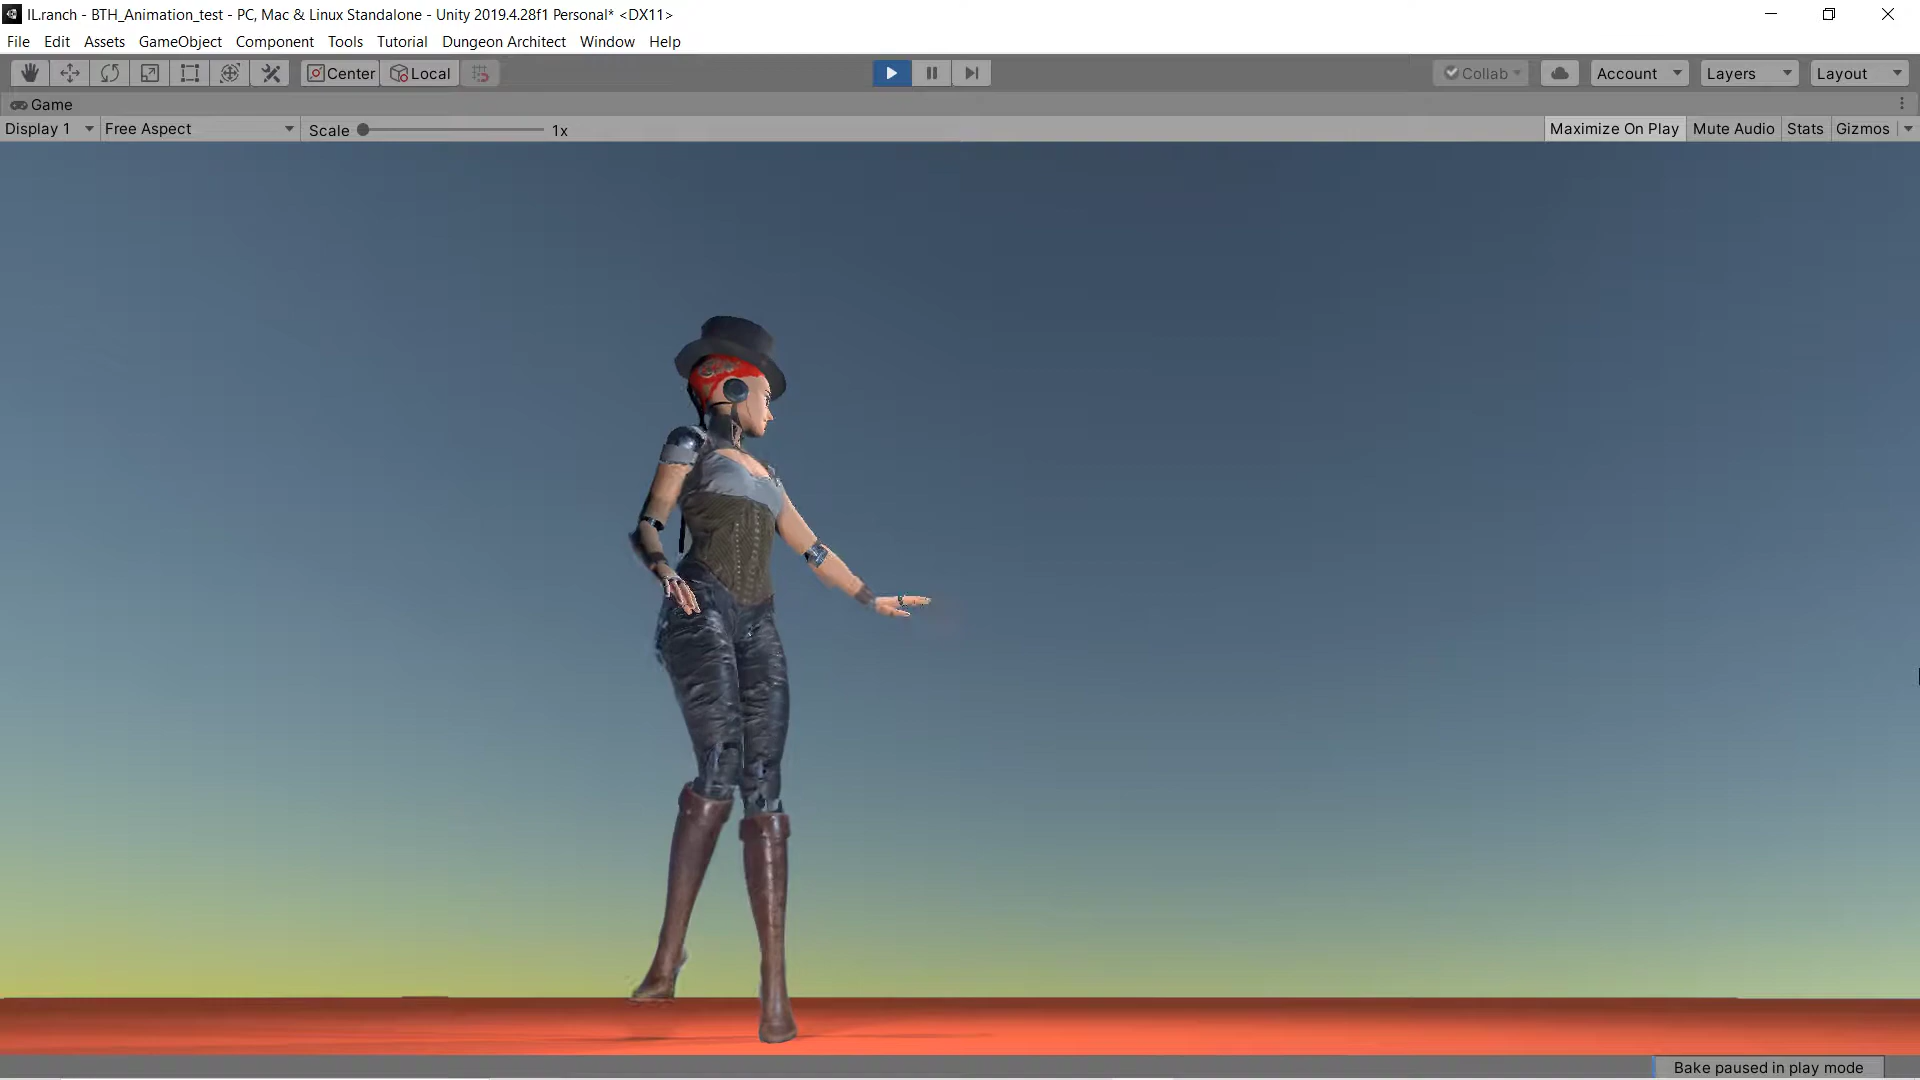 IL.ranch - BTH_Animation_test - PC, Mac & Linux Standalone - Unity 2019.4.28f1 Personal* <DX11>
File Edit Assets GameObject Component Tools Tutorial Dungeon Architect Window Help
Center Local Collab Account Layers Layout
Game
Display 1 Free Aspect Scale 1x Maximize On Play Mute Audio Stats Gizmos
Bake paused in play mode